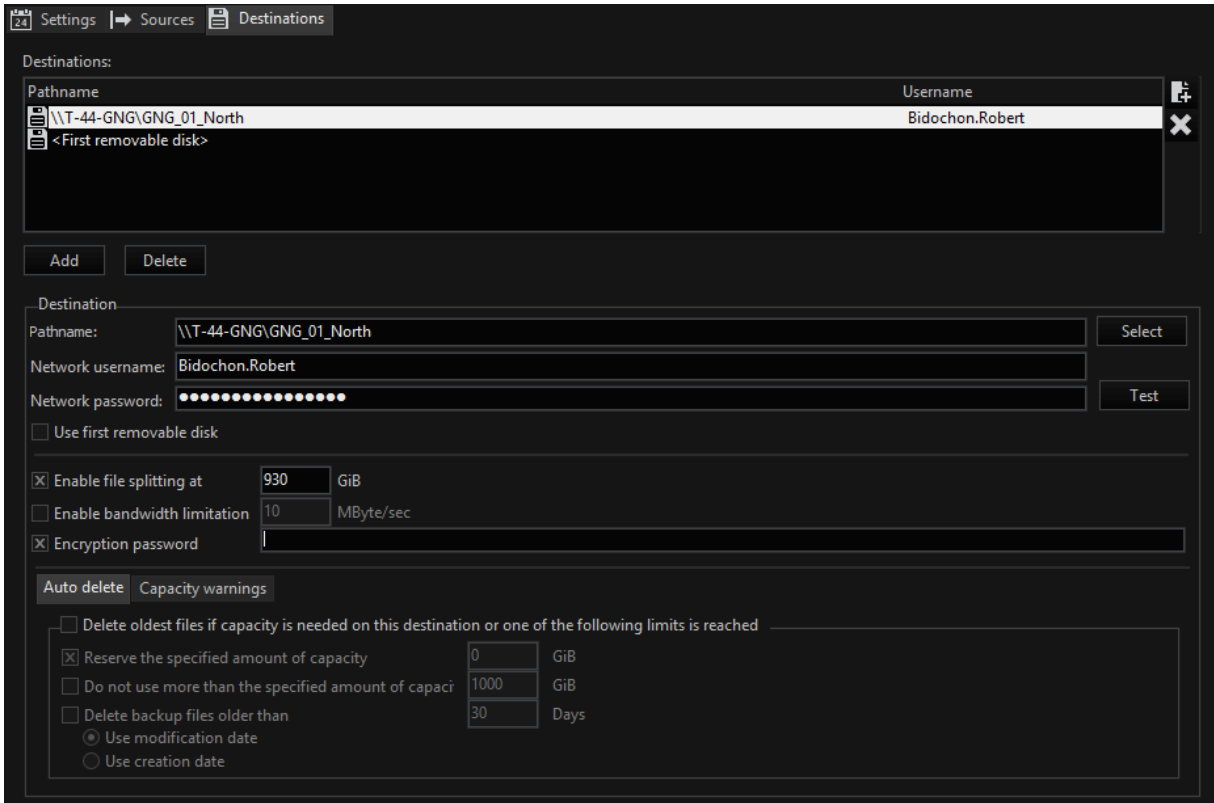 24 Settings Sources Destinations
Destinations:
Pathname Username
\\T-44-GNG\GNG_01_North Bidochon.Robert
<First removable disk>
Add Delete
Destination
Pathname: \\T-44-GNG\GNG_01_North Select
Network username: Bidochon.Robert
Network password: ●●●●●●●●●●●●●●●● Test
Use first removable disk
Enable file splitting at 930 GiB
Enable bandwidth limitation 10 MByte/sec
Encryption password
Auto delete Capacity warnings
Delete oldest files if capacity is needed on this destination or one of the following limits is reached
Reserve the specified amount of capacity 0 GiB
Do not use more than the specified amount of capaci 1000 GiB
Delete backup files older than 30 Days
Use modification date
Use creation date